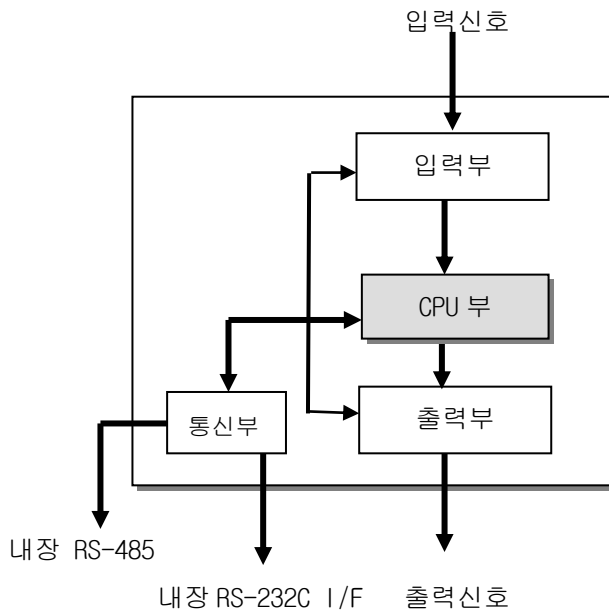 입력신호
입력부
CPU 부
통신부
출력부
내장 RS-485
내장 RS-232C I/F
출력신호